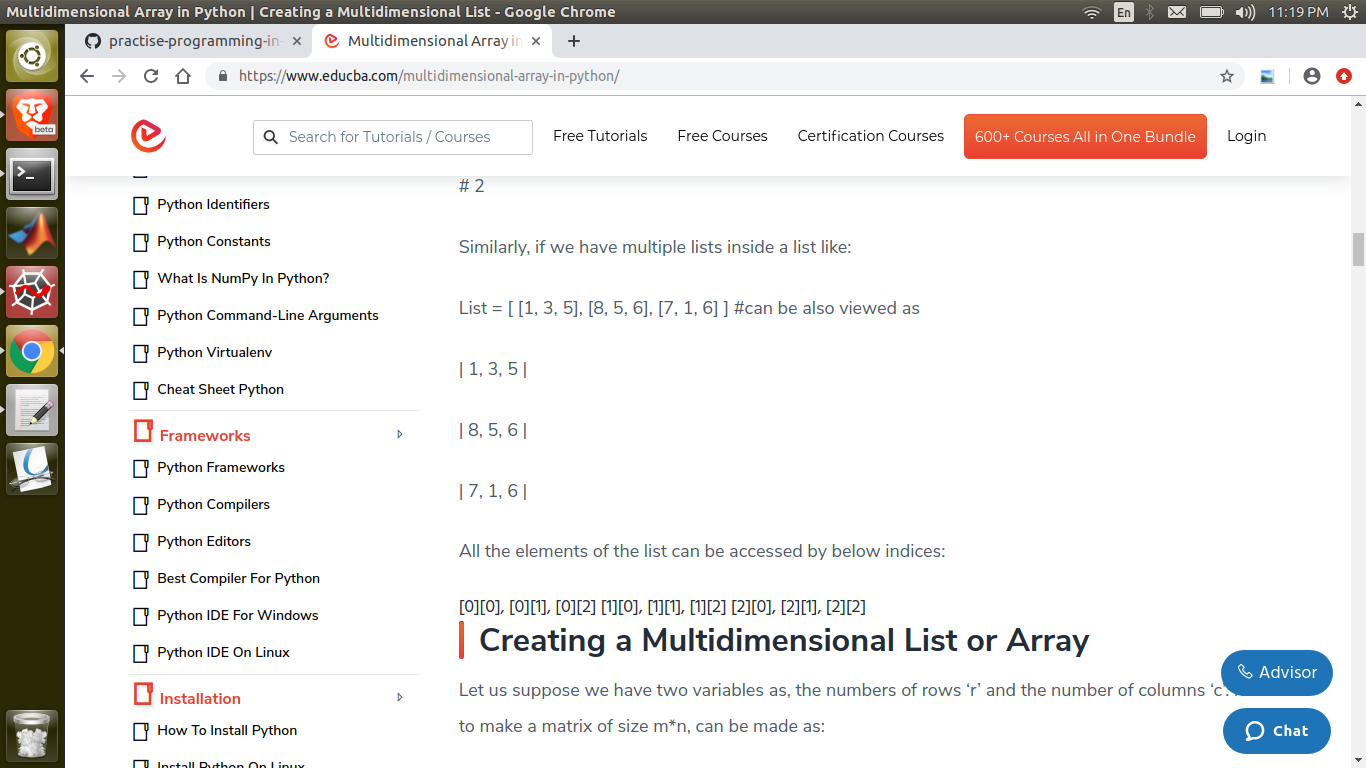 Multidimensional Array in Python | Creating a Multidimensional List - Google Chrome
En
11:19 PM
practise-programming-in-
Multidimensional Array in
https://www.educba.com/multidimensional-array-in-python/
Search for Tutorials / Courses
Free Tutorials
Free Courses
Certification Courses
600+ Courses All in One Bundle
Login
beta
Python Identifiers
Python Constants
What Is NumPy In Python?
Python Command-Line Arguments
Python Virtualenv
Cheat Sheet Python
Frameworks
Python Frameworks
Python Compilers
Python Editors
Best Compiler For Python
Python IDE For Windows
Python IDE On Linux
Installation
How To Install Python
Install Python On Linux
# 2
Similarly, if we have multiple lists inside a list like:
List = [ [1, 3, 5], [8, 5, 6], [7, 1, 6] ] #can be also viewed as
| 1, 3, 5 |
| 8, 5, 6 |
| 7, 1, 6 |
All the elements of the list can be accessed by below indices:
[0][0], [0][1], [0][2] [1][0], [1][1], [1][2] [2][0], [2][1], [2][2]
Creating a Multidimensional List or Array
Let us suppose we have two variables as, the numbers of rows ‘r’ and the number of columns ‘c’.
to make a matrix of size m*n, can be made as:
Advisor
Chat